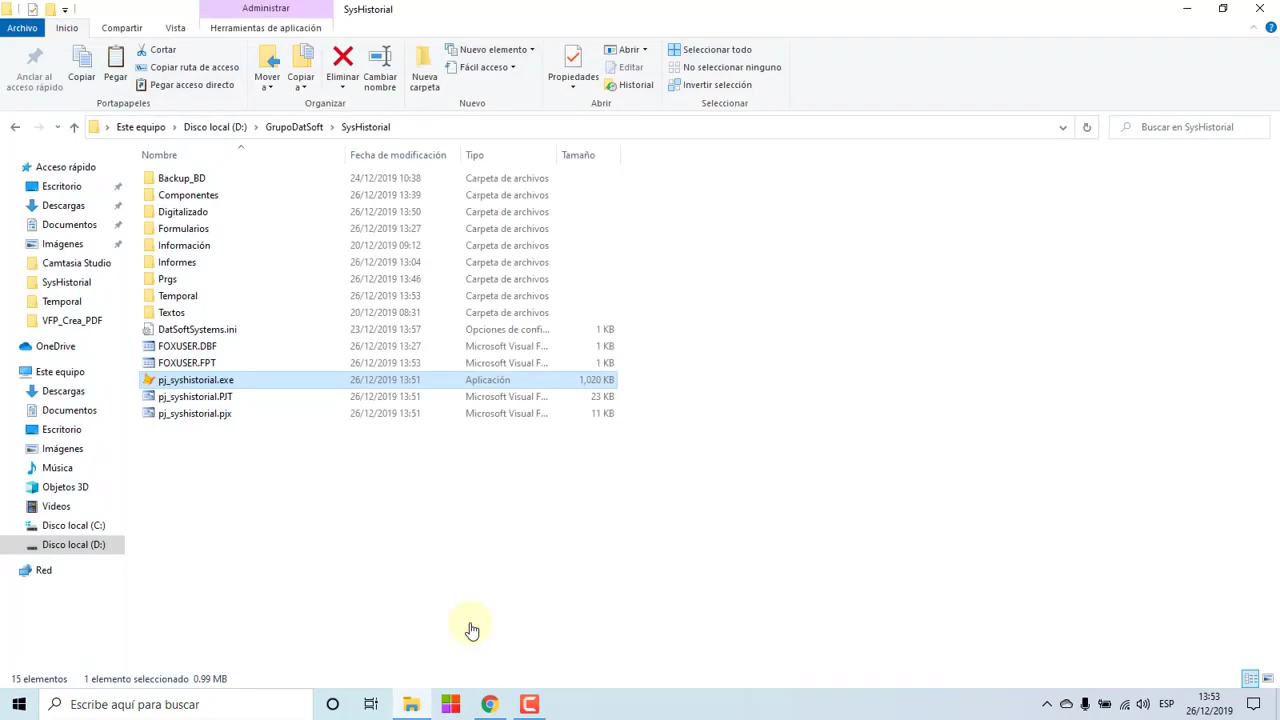 Administrar
SysHistorial
Archivo
Inicio
Compartir
Vista
Herramientas de aplicación
Anclar al
acceso rápido
Copiar
Pegar
Cortar
Copiar ruta de acceso
Pegar acceso directo
Portapapeles
Mover
a
Copiar
a
Eliminar
Cambiar
nombre
Organizar
Nueva
carpeta
Nuevo elemento
Fácil acceso
Nuevo
Propiedades
Abrir
Editar
Historial
Abrir
Seleccionar todo
No seleccionar ninguno
Invertir selección
Seleccionar
Este equipo > Disco local (D:) > GrupoDatSoft > SysHistorial
Buscar en SysHistorial
Acceso rápido
Escritorio
Descargas
Documentos
Imágenes
Camtasia Studio
SysHistorial
Temporal
VFP_Crea_PDF
OneDrive
Este equipo
Descargas
Documentos
Escritorio
Imágenes
Música
Objetos 3D
Videos
Disco local (C:)
Disco local (D:)
Red
Nombre Fecha de modificación Tipo Tamaño
Backup_BD 24/12/2019 10:38 Carpeta de archivos
Componentes 26/12/2019 13:39 Carpeta de archivos
Digitalizado 26/12/2019 13:50 Carpeta de archivos
Formularios 26/12/2019 13:27 Carpeta de archivos
Información 20/12/2019 09:12 Carpeta de archivos
Informes 26/12/2019 13:04 Carpeta de archivos
Prgs 26/12/2019 13:46 Carpeta de archivos
Temporal 26/12/2019 13:53 Carpeta de archivos
Textos 20/12/2019 08:31 Carpeta de archivos
DatSoftSystems.ini 23/12/2019 13:57 Opciones de confi... 1 KB
FOXUSER.DBF 26/12/2019 13:27 Microsoft Visual F... 1 KB
FOXUSER.FPT 26/12/2019 13:53 Microsoft Visual F... 1 KB
pj_syshistorial.exe 26/12/2019 13:51 Aplicación 1,020 KB
pj_syshistorial.PJT 26/12/2019 13:51 Microsoft Visual F... 23 KB
pj_syshistorial.pjx 26/12/2019 13:51 Microsoft Visual F... 11 KB
15 elementos 1 elemento seleccionado 0.99 MB
Escribe aquí para buscar
ESP
13:53
26/12/2019